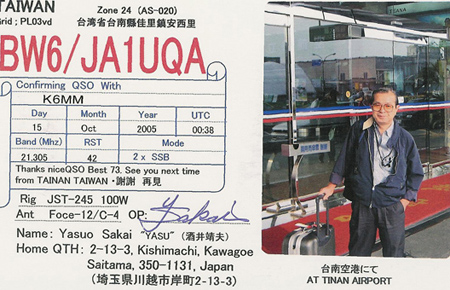 TAIWAN
Zone 24 (AS-020)
Grid ; PL03vd
台湾省台南縣佳里鎮安西里
BW6/JA1UQA
Confirming QSO With
K6MM
Day Month Year UTC
15 Oct 2005 00:38
Band (Mhz) RST Mode
21.305 42 2 x SSB
Thanks niceQSO Best 73. See you next time
from TAINAN TAIWAN・謝謝 再見
Rig JST-245 100W
Ant Foce-12/C-4 OP: Y.Sakai
Name: Yasuo Sakai "YASU" (酒井靖夫)
Home QTH: 2-13-3, Kishimachi, Kawagoe
Saitama, 350-1131, Japan
(埼玉県川越市岸町2-13-3)
台南空港にて
AT TINAN AIRPORT